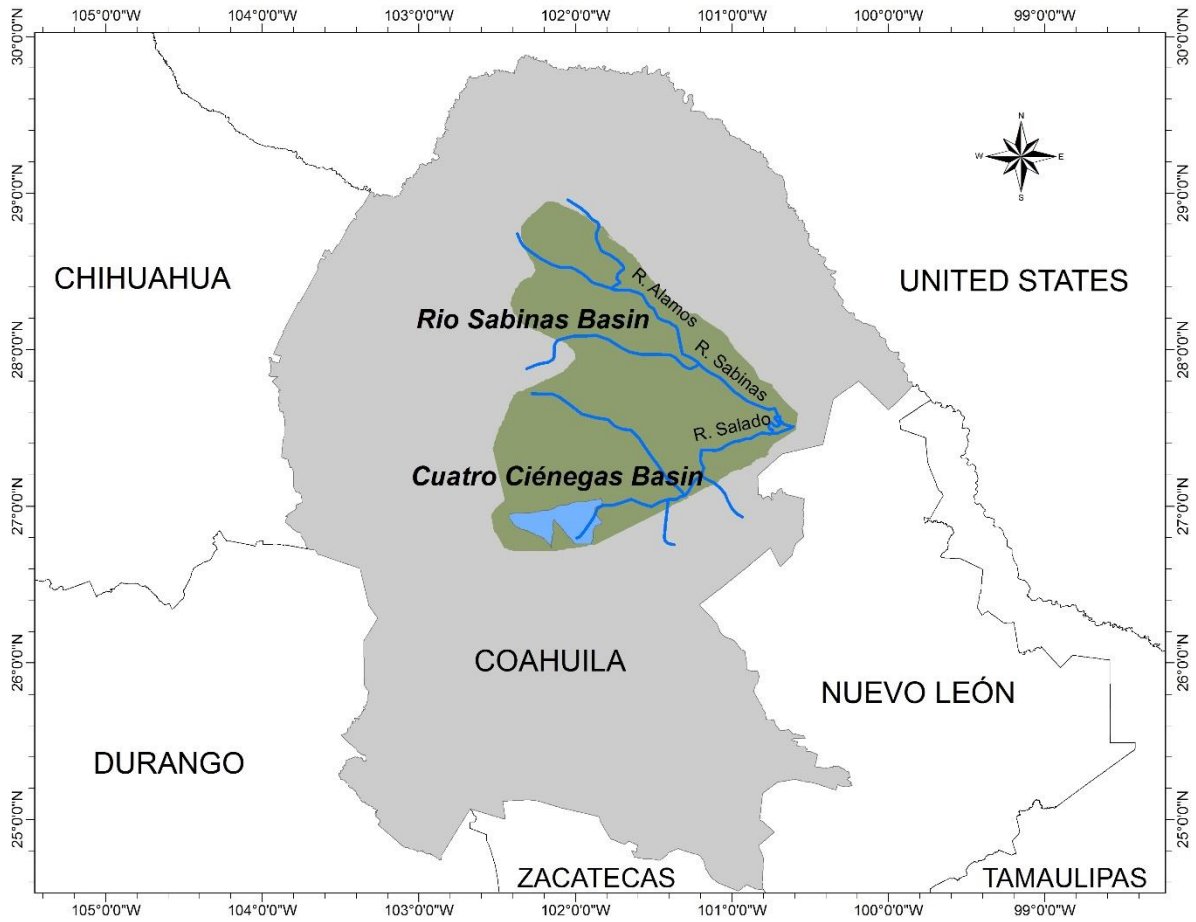 105°0'0"W 104°0'0"W 103°0'0"W 102°0'0"W 101°0'0"W 100°0'0"W 99°0'0"W
30°0'0"N 30°0'0"N
N
W E
S
29°0'0"N 29°0'0"N
CHIHUAHUA
UNITED STATES
R. Alamos
Rio Sabinas Basin
28°0'0"N 28°0'0"N
R. Sabinas
R. Salado
Cuatro Ciénegas Basin
27°0'0"N 27°0'0"N
COAHUILA
26°0'0"N 26°0'0"N
NUEVO LEÓN
DURANGO
25°0'0"N 25°0'0"N
ZACATECAS
TAMAULIPAS
105°0'0"W 104°0'0"W 103°0'0"W 102°0'0"W 101°0'0"W 100°0'0"W 99°0'0"W